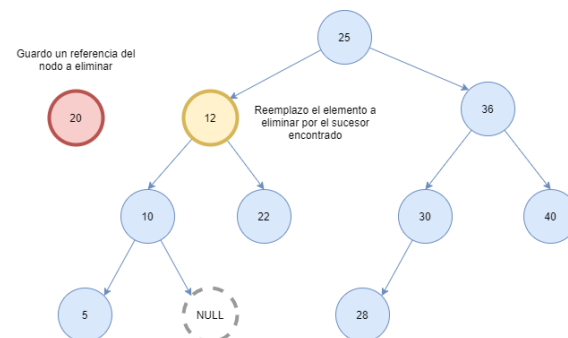 25
Guardo un referencia del
nodo a eliminar
20
12
Reemplazo el elemento a
eliminar por el sucesor
encontrado
36
10
22
30
40
5
NULL
28